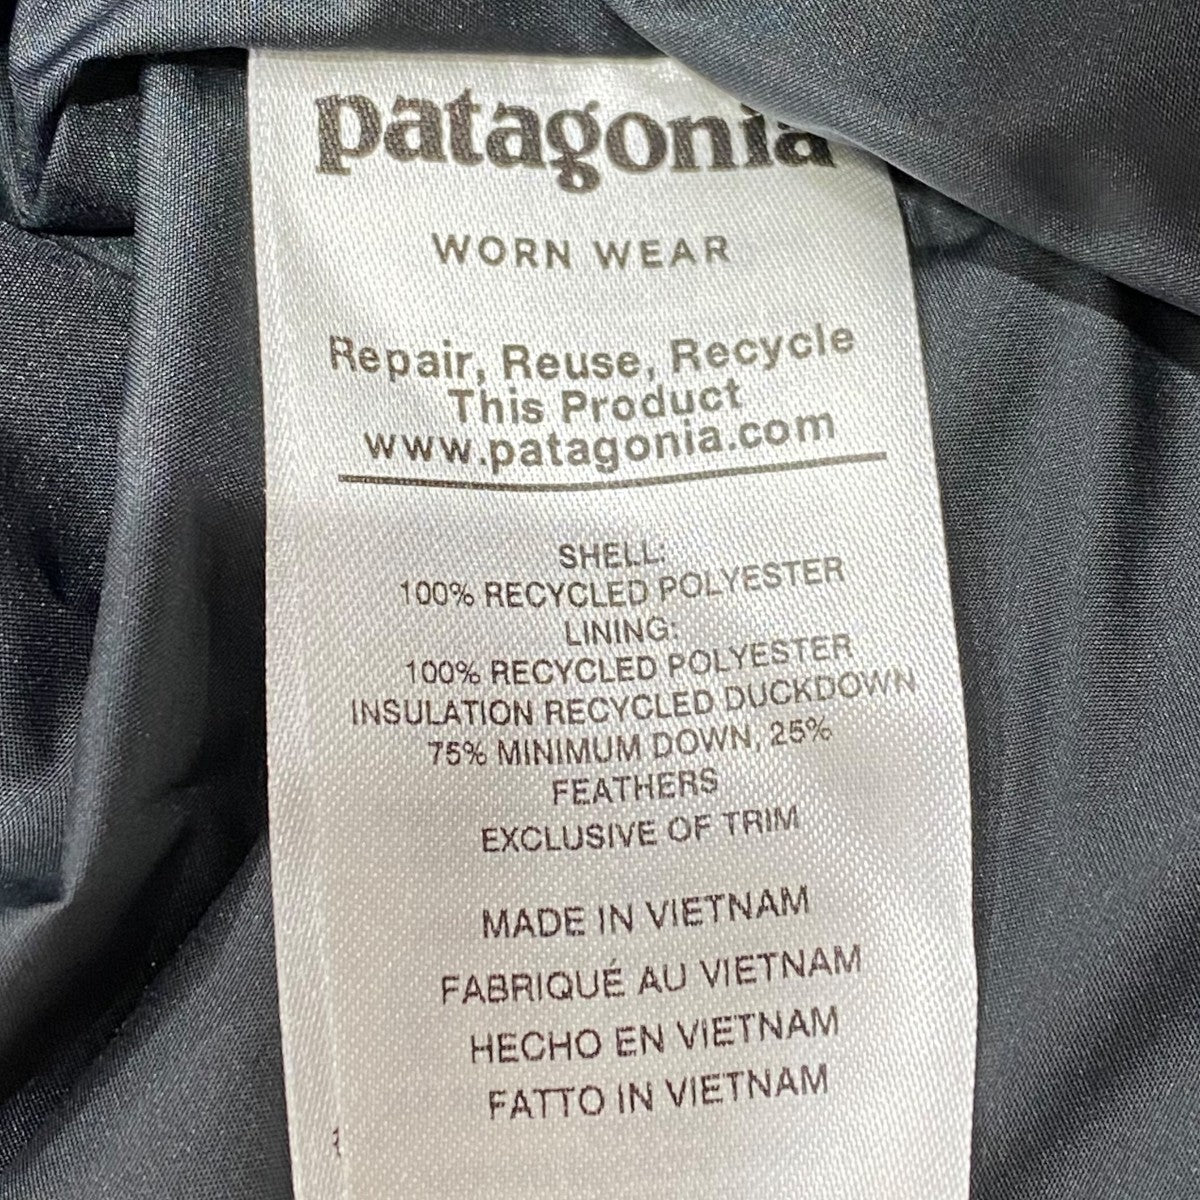 patagonia
WORN WEAR
Repair, Reuse, Recycle
This Product
www.patagonia.com
SHELL:
100% RECYCLED POLYESTER
LINING:
100% RECYCLED POLYESTER
INSULATION RECYCLED DUCKDOWN
75% MINIMUM DOWN, 25%
FEATHERS
EXCLUSIVE OF TRIM
MADE IN VIETNAM
FABRIQUÉ AU VIETNAM
HECHO EN VIETNAM
FATTO IN VIETNAM